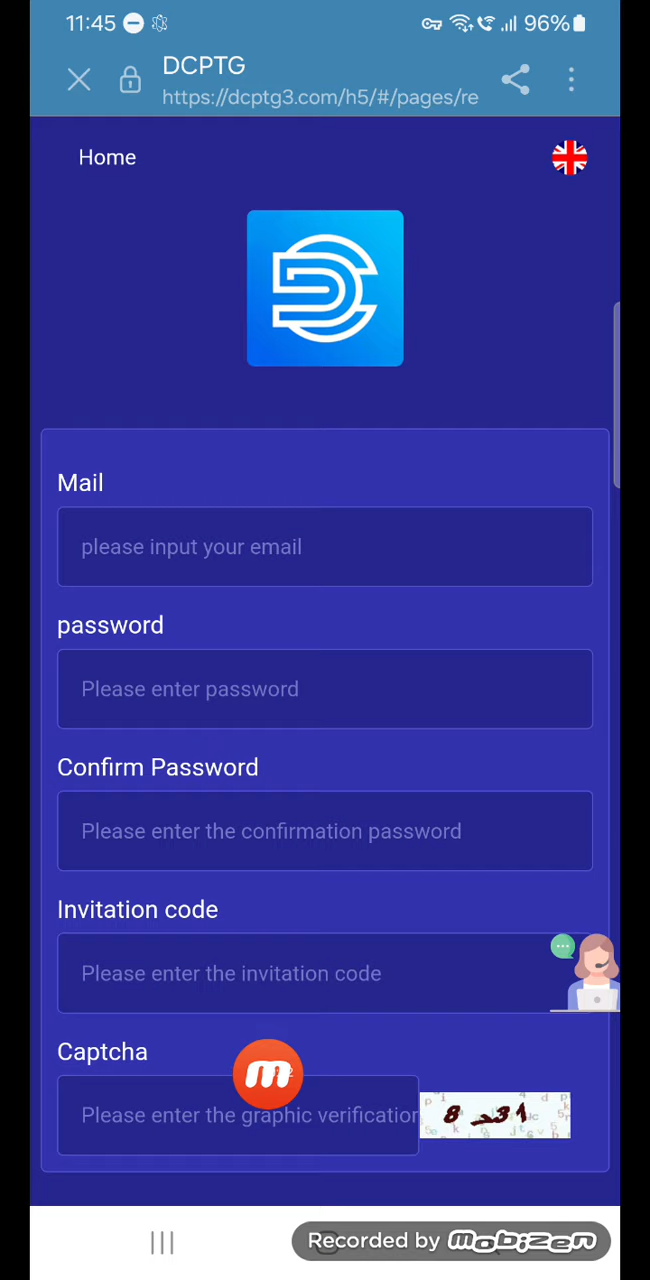 11:45 96%
DCPTG
https://dcptg3.com/h5/#/pages/re
Home
Mail
please input your email
password
Please enter password
Confirm Password
Please enter the confirmation password
Invitation code
Please enter the invitation code
Captcha
Please enter the graphic verification
Recorded by mobizen